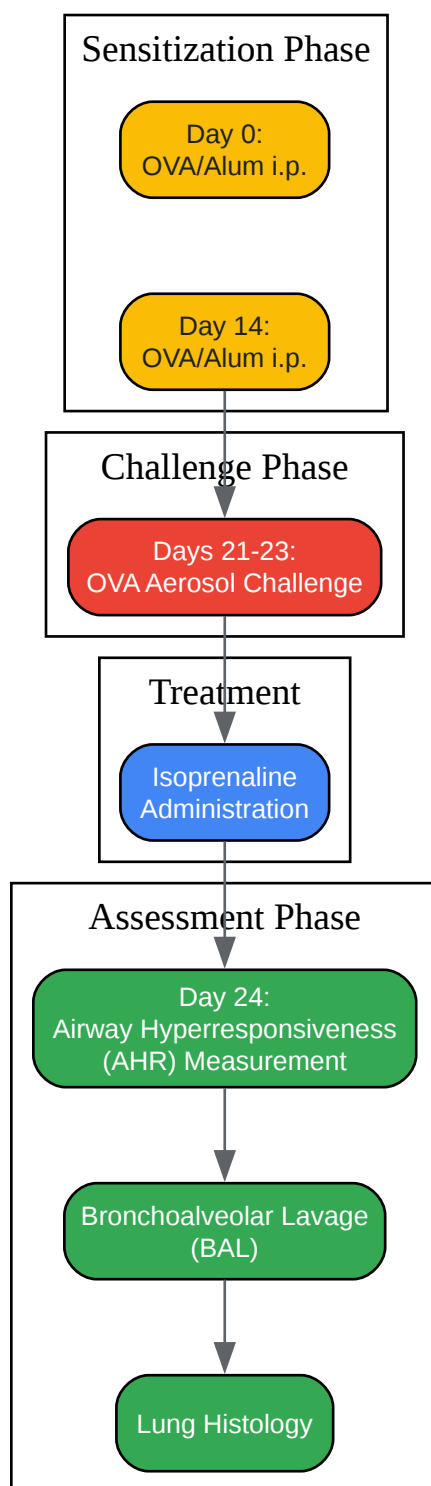 Sensitization Phase
Day 0:
OVA/Alum i.p.
Day 14:
OVA/Alum i.p.
Challenge Phase
Days 21-23:
OVA Aerosol Challenge
Treatment
Isoprenaline
Administration
Assessment Phase
Day 24:
Airway Hyperresponsiveness
(AHR) Measurement
Bronchoalveolar Lavage
(BAL)
Lung Histology